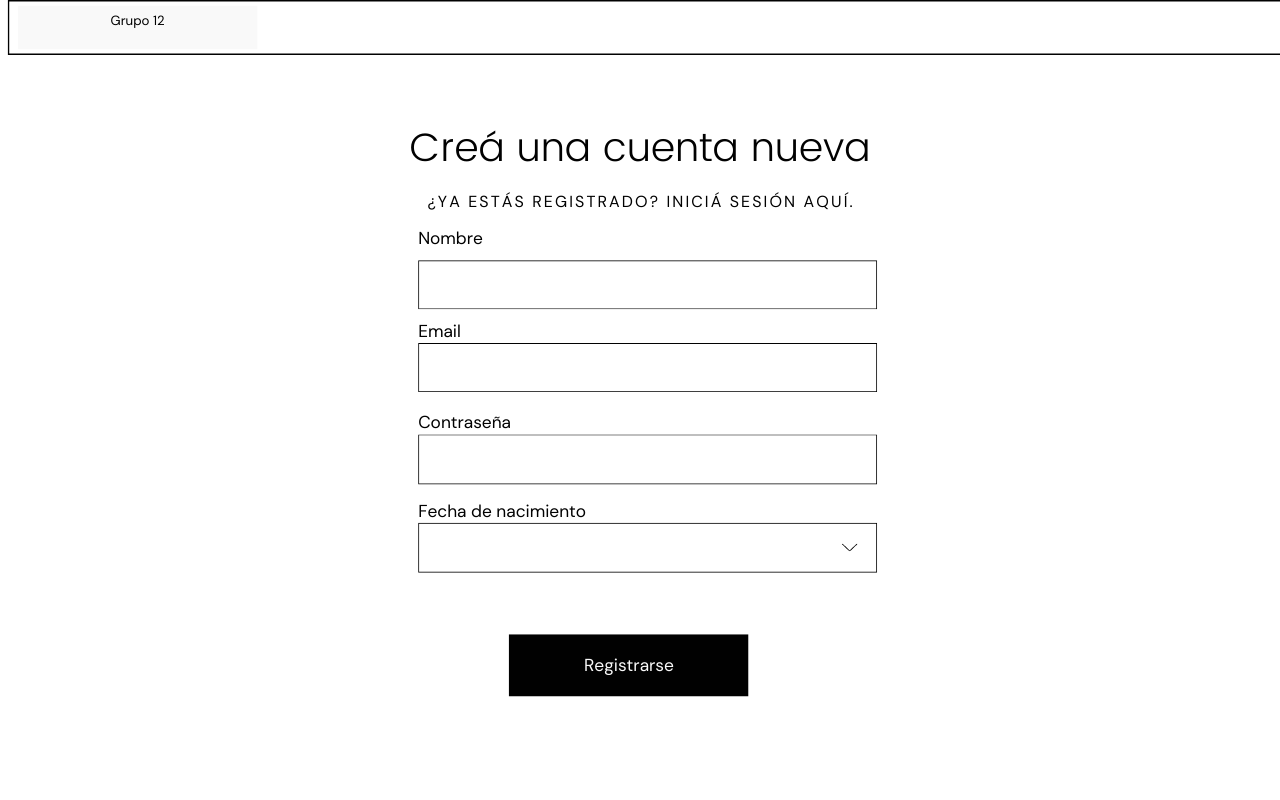 Grupo 12
Creá una cuenta nueva
¿YA ESTÁS REGISTRADO? INICIÁ SESIÓN AQUÍ.
Nombre
Email
Contraseña
Fecha de nacimiento
Registrarse